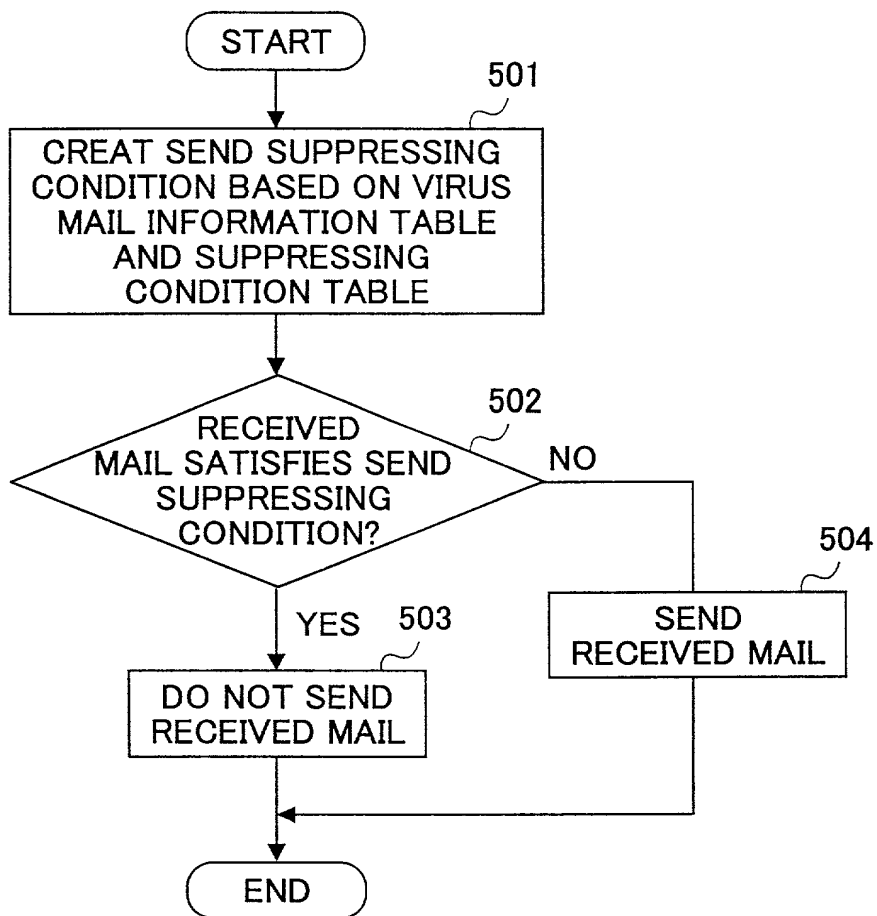 START
501
CREAT SEND SUPPRESSING
CONDITION BASED ON VIRUS
MAIL INFORMATION TABLE
AND SUPPRESSING
CONDITION TABLE
502
RECEIVED
MAIL SATISFIES SEND
SUPPRESSING
CONDITION?
NO
YES
503
DO NOT SEND
RECEIVED MAIL
504
SEND
RECEIVED MAIL
END